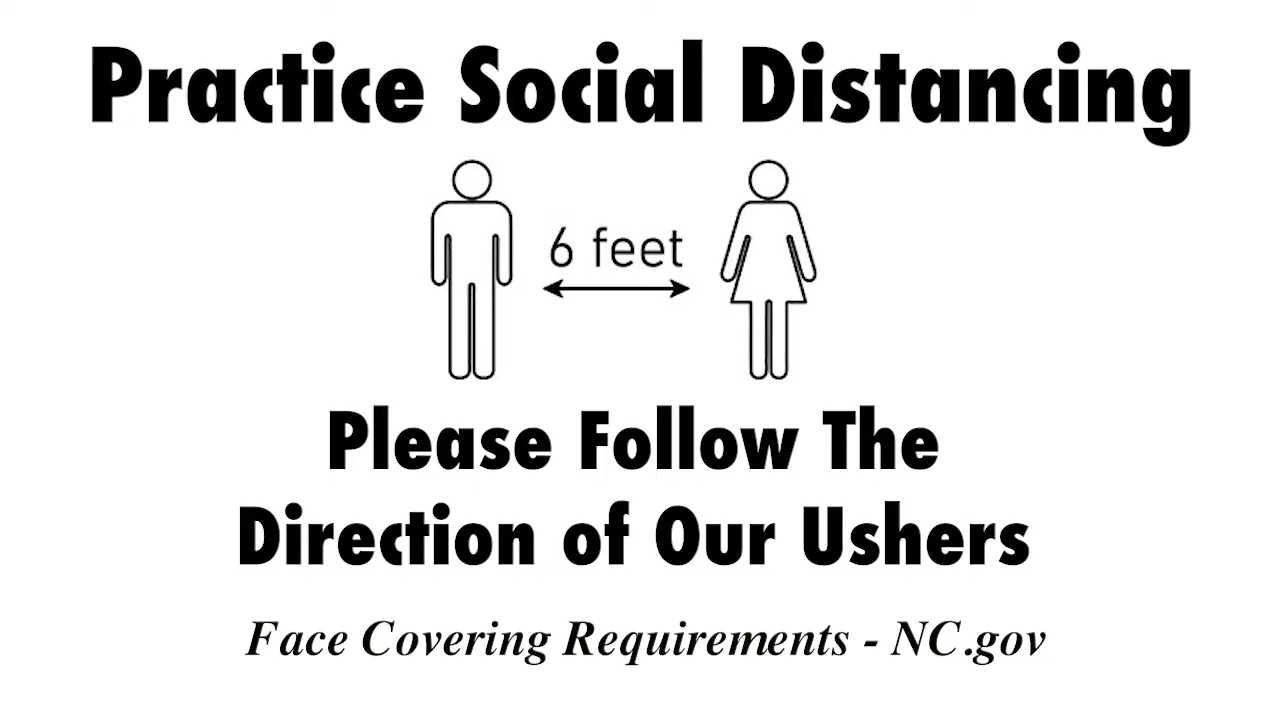 Practice Social Distancing
6 feet
Please Follow The
Direction of Our Ushers
Face Covering Requirements - NC.gov